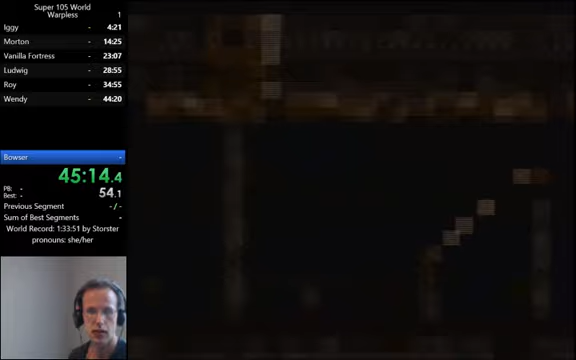 Super 105 World
Warpless 1
Iggy - 4:21
Morton - 14:25
Vanilla Fortress - 23:07
Ludwig - 28:55
Roy - 34:55
Wendy - 44:20
Bowser -
45:14.4
PB: -
Best: - 54.1
Previous Segment -/-
Sum of Best Segments -
World Record: 1:33:51 by Storster
pronouns: she/her